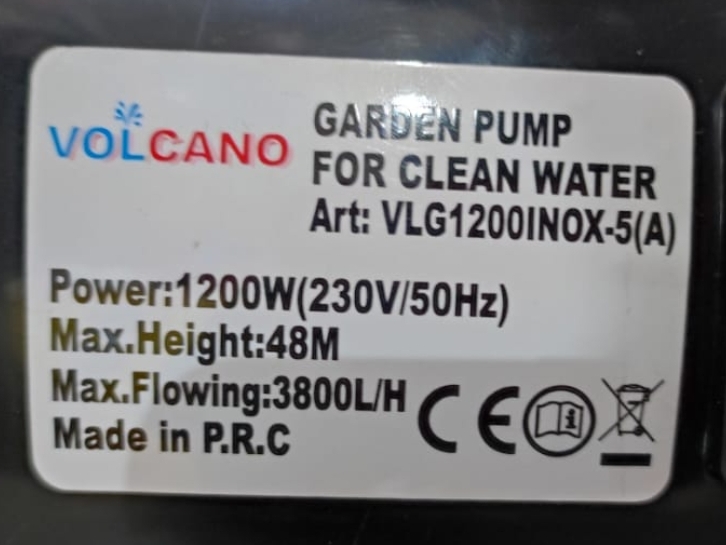 VOLCANO
GARDEN PUMP
FOR CLEAN WATER
Art: VLG1200INOX-5(A)
Power:1200W(230V/50Hz)
Max.Height:48M
Max.Flowing:3800L/H
Made in P.R.C
CE